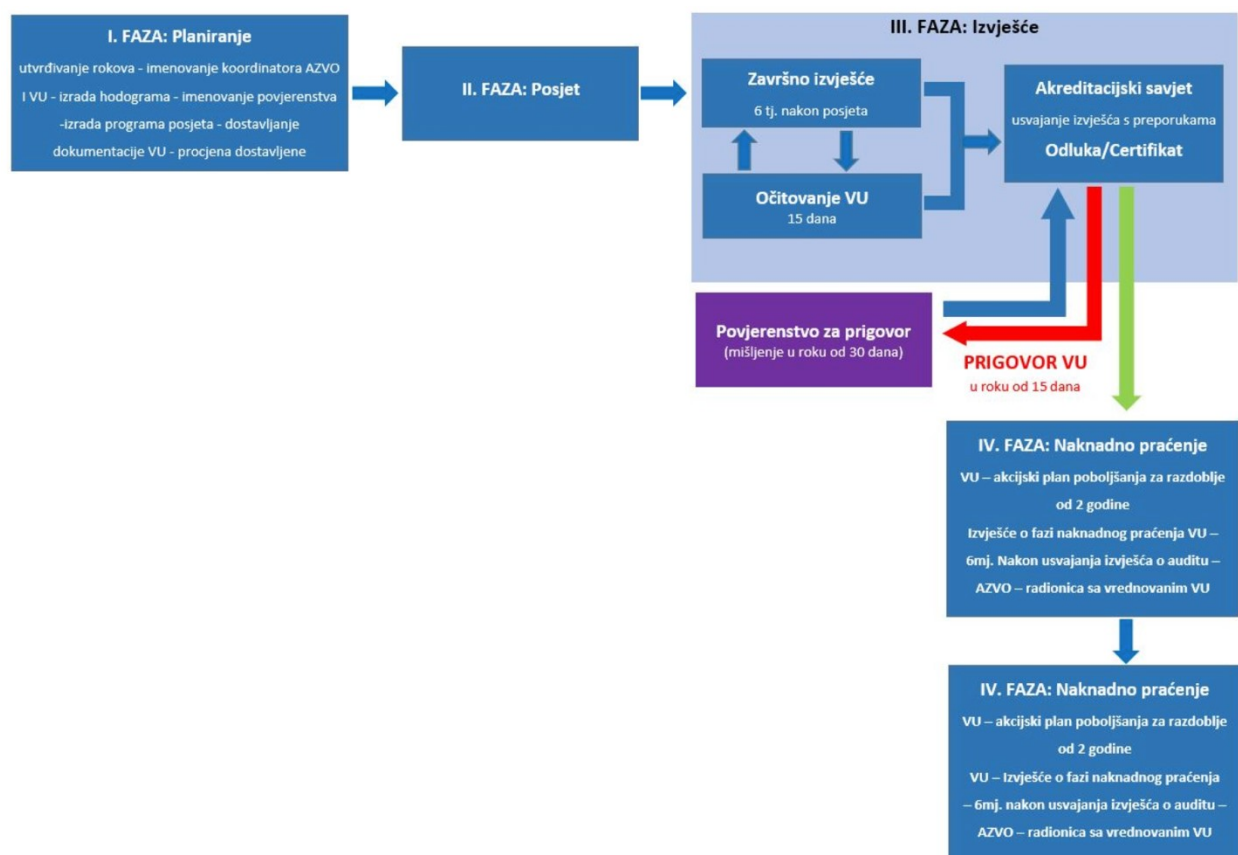 I. FAZA: Planiranje
utvrđivanje rokova - imenovanje koordinatora AZVO
I VU - izrada hodograma - imenovanje povjerenstva
-izrada programa posjeta - dostavljanje
dokumentacije VU - procjena dostavljene
II. FAZA: Posjet
III. FAZA: Izvješće
Završno izvješće
6 tj. nakon posjeta
Očitovanje VU
15 dana
Akreditacijski savjet
usvajanje izvješća s preporukama
Odluka/Certifikat
Povjerenstvo za prigovor
(mišljenje u roku od 30 dana)
PRIGOVOR VU
u roku od 15 dana
IV. FAZA: Naknadno praćenje
VU – akcijski plan poboljšanja za razdoblje
od 2 godine
Izvješće o fazi naknadnog praćenja VU –
6mj. Nakon usvajanja izvješća o auditu –
AZVO – radionica sa vrednovanim VU
IV. FAZA: Naknadno praćenje
VU – akcijski plan poboljšanja za razdoblje
od 2 godine
VU – Izvješće o fazi naknadnog praćenja
– 6mj. nakon usvajanja izvješća o auditu –
AZVO – radionica sa vrednovanim VU